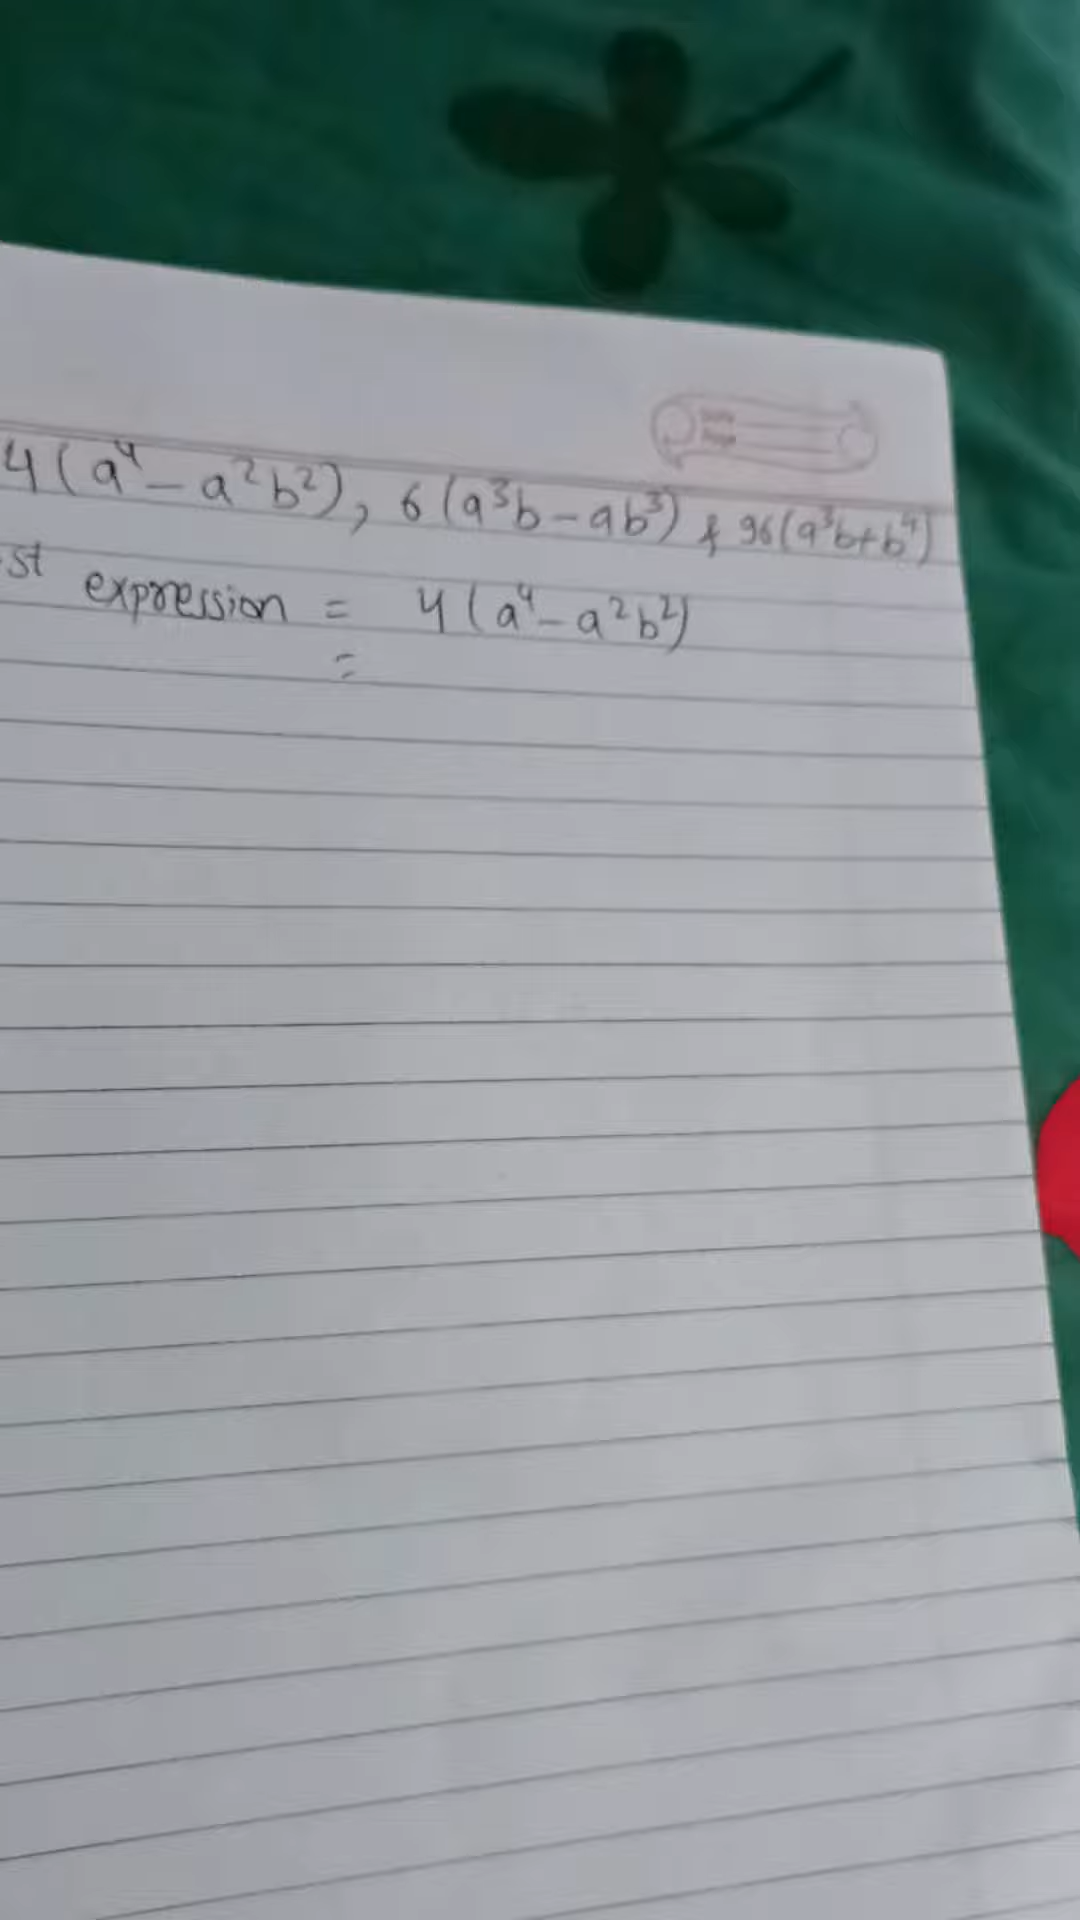 4(a⁴-a²b²), 6(a³b-ab³) & 96(a³b+b⁴)
st expression = 4(a⁴-a²b²)
=